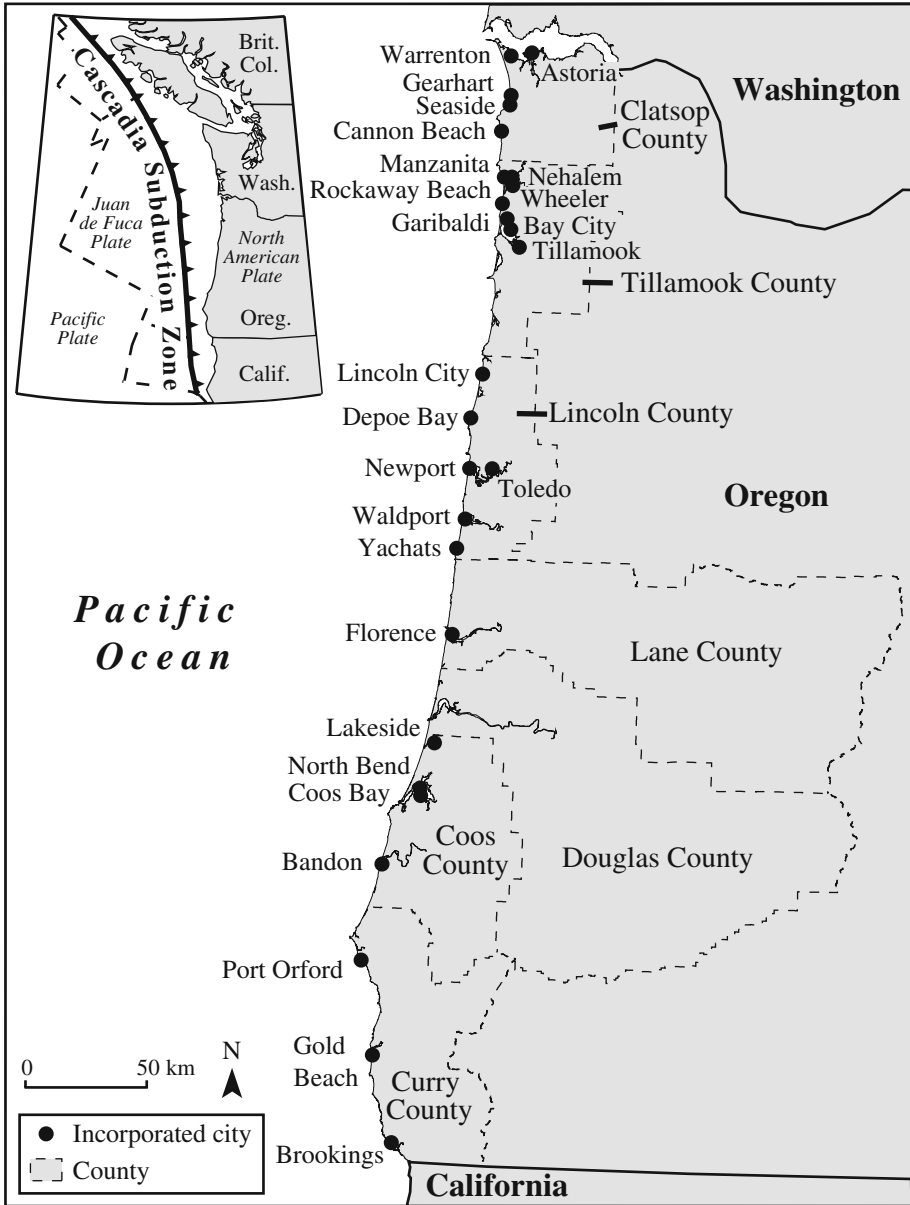 Brit.
Col.
Cascadia Subduction Zone
Wash.
Juan
de Fuca
Plate
North
American
Plate
Pacific
Plate
Oreg.
Calif.
Warrenton
Astoria
Gearhart
Seaside
Cannon Beach
Washington
Clatsop
County
Manzanita
Nehalem
Rockaway Beach
Wheeler
Garibaldi
Bay City
Tillamook
Tillamook County
Lincoln City
Depoe Bay
Lincoln County
Newport
Toledo
Oregon
Waldport
Yachats
Pacific
Ocean
Florence
Lane County
Lakeside
North Bend
Coos Bay
Coos
County
Douglas County
Bandon
Port Orford
Gold
Beach
Curry
County
Brookings
California
0 50 km
N
Incorporated city
County